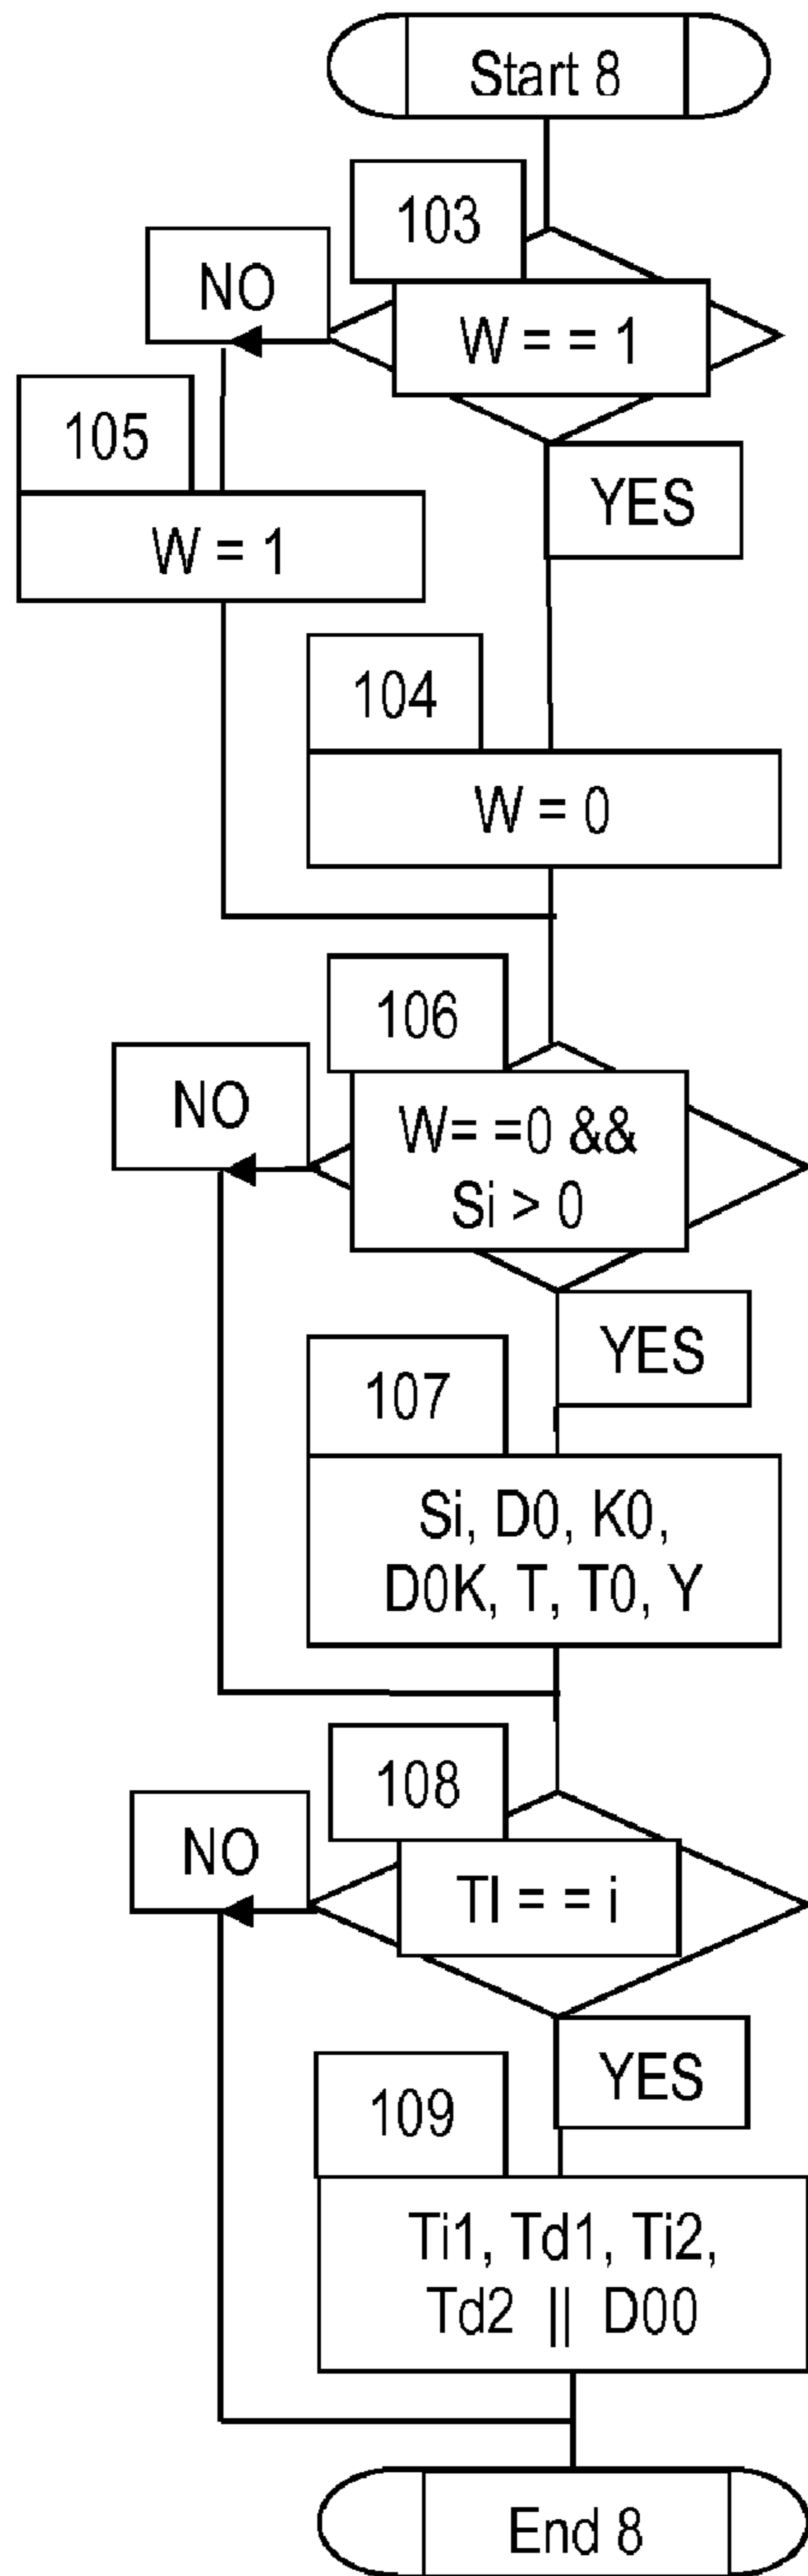 Start 8
103
NO
W = = 1
105
YES
W = 1
104
W = 0
106
NO
W= =0 &&
Si > 0
YES
107
Si, D0, K0,
D0K, T, T0, Y
108
NO
TI = = i
YES
109
Ti1, Td1, Ti2,
Td2 || D00
End 8